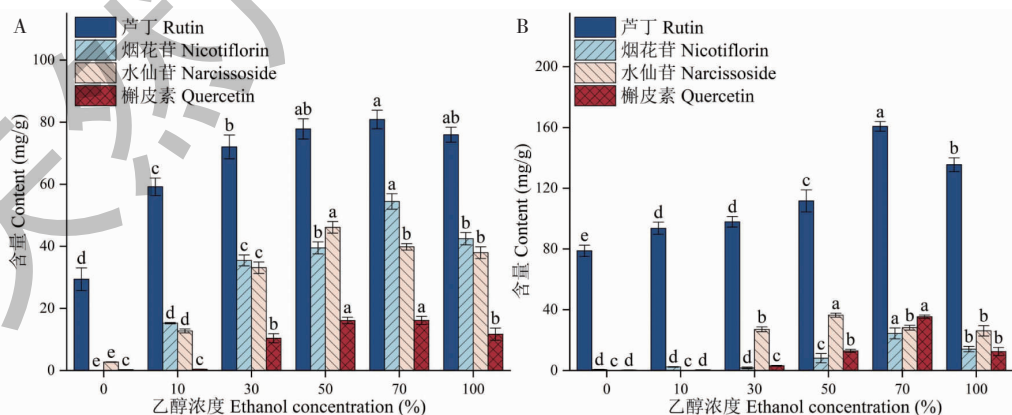 A
芦丁 Rutin
烟花苷 Nicotiflorin
水仙苷 Narcissoside
槲皮素 Quercetin
含量 Content (mg/g)
100
80
60
40
20
0
d
e e c
c
d d
c
b
c c
b
ab
b
a
a
a
a
b
a
ab
b b
b
0 10 30 50 70 100
乙醇浓度 Ethanol concentration (%)
B
芦丁 Rutin
烟花苷 Nicotiflorin
水仙苷 Narcissoside
槲皮素 Quercetin
含量 Content (mg/g)
200
160
120
80
40
0
e
d c d
d
d c d
d
d
b
c
c
c
a
b
a
a
b
a
b
c
b
b
0 10 30 50 70 100
乙醇浓度 Ethanol concentration (%)